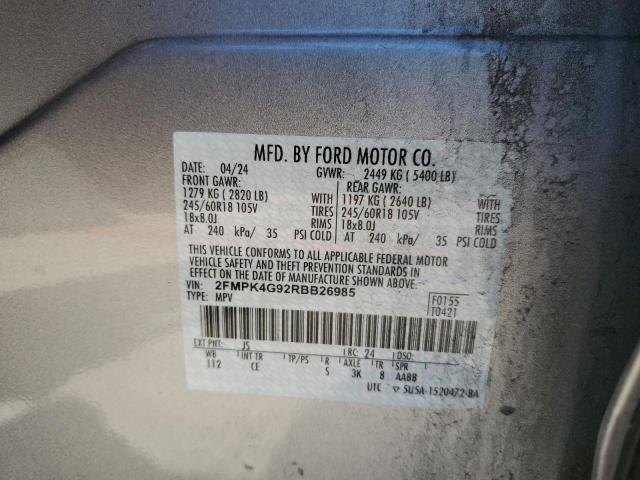 MFD. BY FORD MOTOR CO.
DATE: 04/24 GVWR: 2449 KG ( 5400 LB)
FRONT GAWR: REAR GAWR:
1279 KG ( 2820 LB) WITH 1197 KG ( 2640 LB) WITH
245/60R18 105V TIRES 245/60R18 105V TIRES
18x8.0J RIMS 18x8.0J RIMS
AT 240 kPa/ 35 PSI COLD AT 240 kPa/ 35 PSI COLD
THIS VEHICLE CONFORMS TO ALL APPLICABLE FEDERAL MOTOR
VEHICLE SAFETY AND THEFT PREVENTION STANDARDS IN
EFFECT ON THE DATE OF MANUFACTURE SHOWN ABOVE.
VIN: 2FMPK4G92RBB26985 F0155
TYPE: MPV T0421
EXT PNT: JS RC: 24 DSO:
WB INT TR TP/PS R AXLE TR SPR
112 CE S 3K 8 AABB
UTC ▽ 5USA-1520472-BA